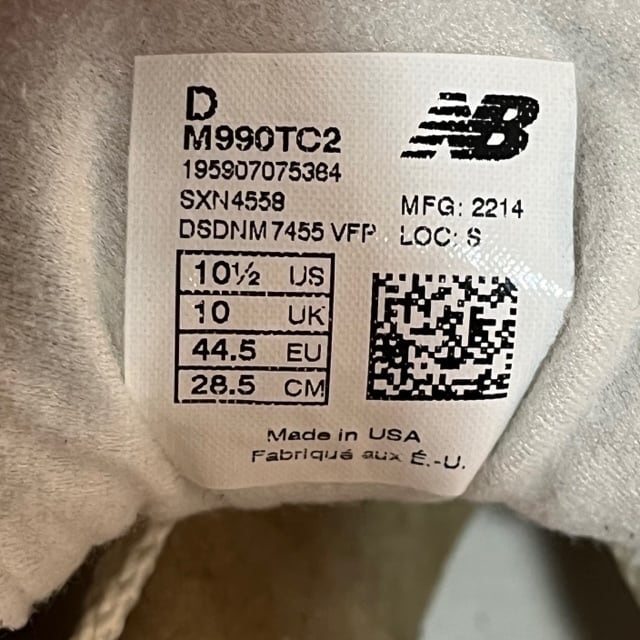 D
M990TC2
NB
195907075364
SXN4558
MFG: 2214
DSDNM7455 VFP
LOC: S
10½ US
10 UK
44.5 EU
28.5 CM
Made in USA
Fabriqué aux É.-U.